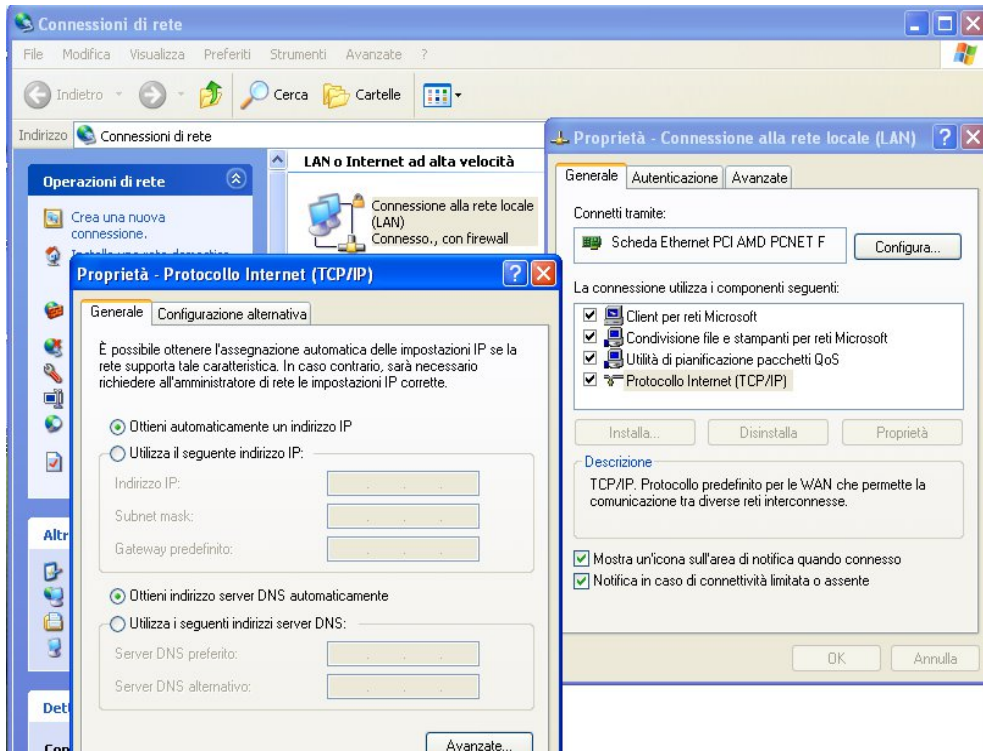 Connessioni di rete
File Modifica Visualizza Preferiti Strumenti Avanzate ?
Indietro Cerca Cartelle
Indirizzo Connessioni di rete
Operazioni di rete
Crea una nuova
connessione.
LAN o Internet ad alta velocità
Connessione alla rete locale
(LAN)
Connesso., con firewall
Altr
Det
Proprietà - Protocollo Internet (TCP/IP)
Generale Configurazione alternativa
È possibile ottenere l'assegnazione automatica delle impostazioni IP se la
rete supporta tale caratteristica. In caso contrario, sarà necessario
richiedere all'amministratore di rete le impostazioni IP corrette.
Ottieni automaticamente un indirizzo IP
Utilizza il seguente indirizzo IP:
Indirizzo IP:
Subnet mask:
Gateway predefinito:
Ottieni indirizzo server DNS automaticamente
Utilizza i seguenti indirizzi server DNS:
Server DNS preferito:
Server DNS alternativo:
Avanzate...
Proprietà - Connessione alla rete locale (LAN)
Generale Autenticazione Avanzate
Connetti tramite:
Scheda Ethernet PCI AMD PCNET F
Configura...
La connessione utilizza i componenti seguenti:
Client per reti Microsoft
Condivisione file e stampanti per reti Microsoft
Utilità di pianificazione pacchetti QoS
Protocollo Internet (TCP/IP)
Installa... Disinstalla Proprietà
Descrizione
TCP/IP. Protocollo predefinito per le WAN che permette la
comunicazione tra diverse reti interconnesse.
Mostra un'icona sull'area di notifica quando connesso
Notifica in caso di connettività limitata o assente
OK Annulla